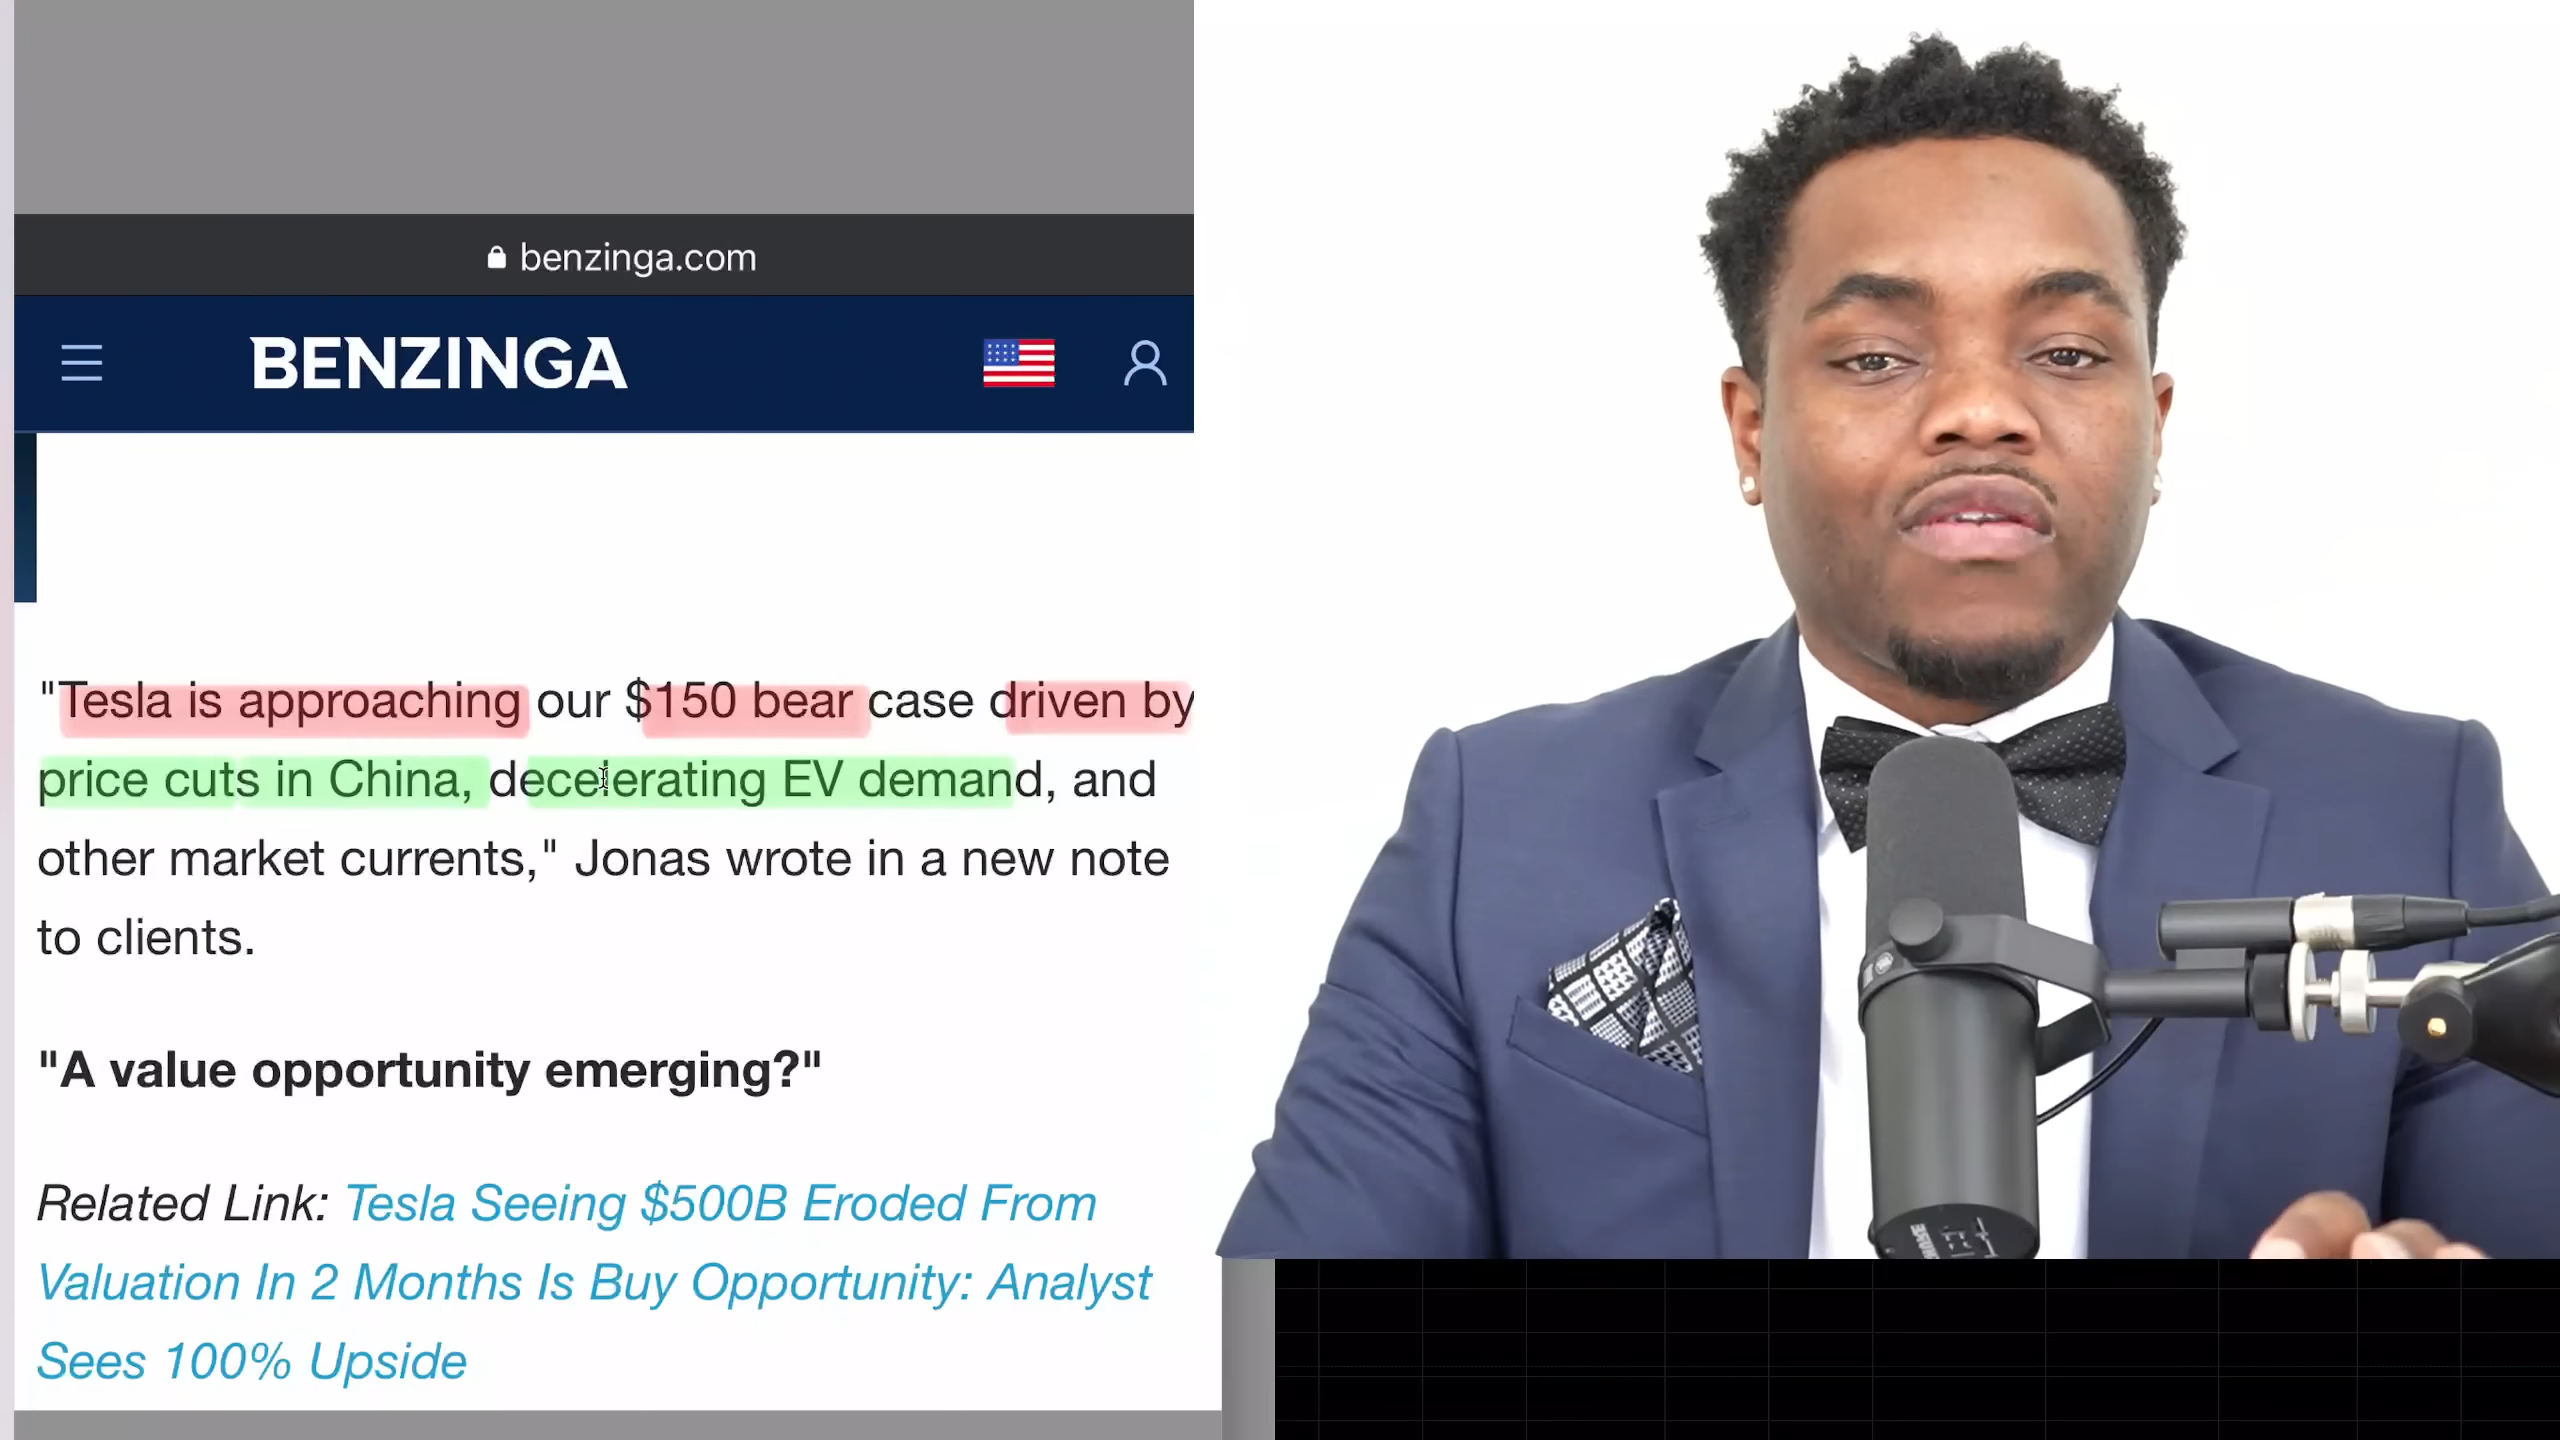 benzinga.com
BENZINGA
"Tesla is approaching our $150 bear case driven by
price cuts in China, decelerating EV demand, and
other market currents," Jonas wrote in a new note
to clients.
"A value opportunity emerging?"
Related Link: Tesla Seeing $500B Eroded From
Valuation In 2 Months Is Buy Opportunity: Analyst
Sees 100% Upside